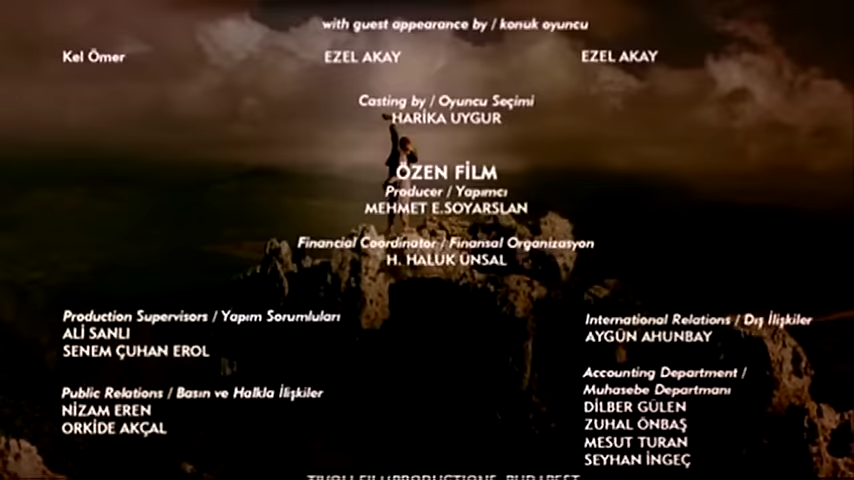 with guest appearance by / konuk oyuncu
Kel Ömer EZEL AKAY EZEL AKAY
Casting by / Oyuncu Seçimi
HARİKA UYGUR
ÖZEN FİLM
Producer / Yapımcı
MEHMET E.SOYARSLAN
Financial Coordinator / Finansal Organizasyon
H. HALUK ÜNSAL
Production Supervisors / Yapım Sorumluları
ALİ SANLI
SENEM ÇUHAN EROL
Public Relations / Basın ve Halkla İlişkiler
NİZAM EREN
ORKİDE AKÇAL
International Relations / Dış İlişkiler
AYGÜN AHUNBAY
Accounting Department /
Muhasebe Departmanı
DİLBER GÜLEN
ZUHAL ÖNBAŞ
MESUT TURAN
SEYHAN İNGEÇ